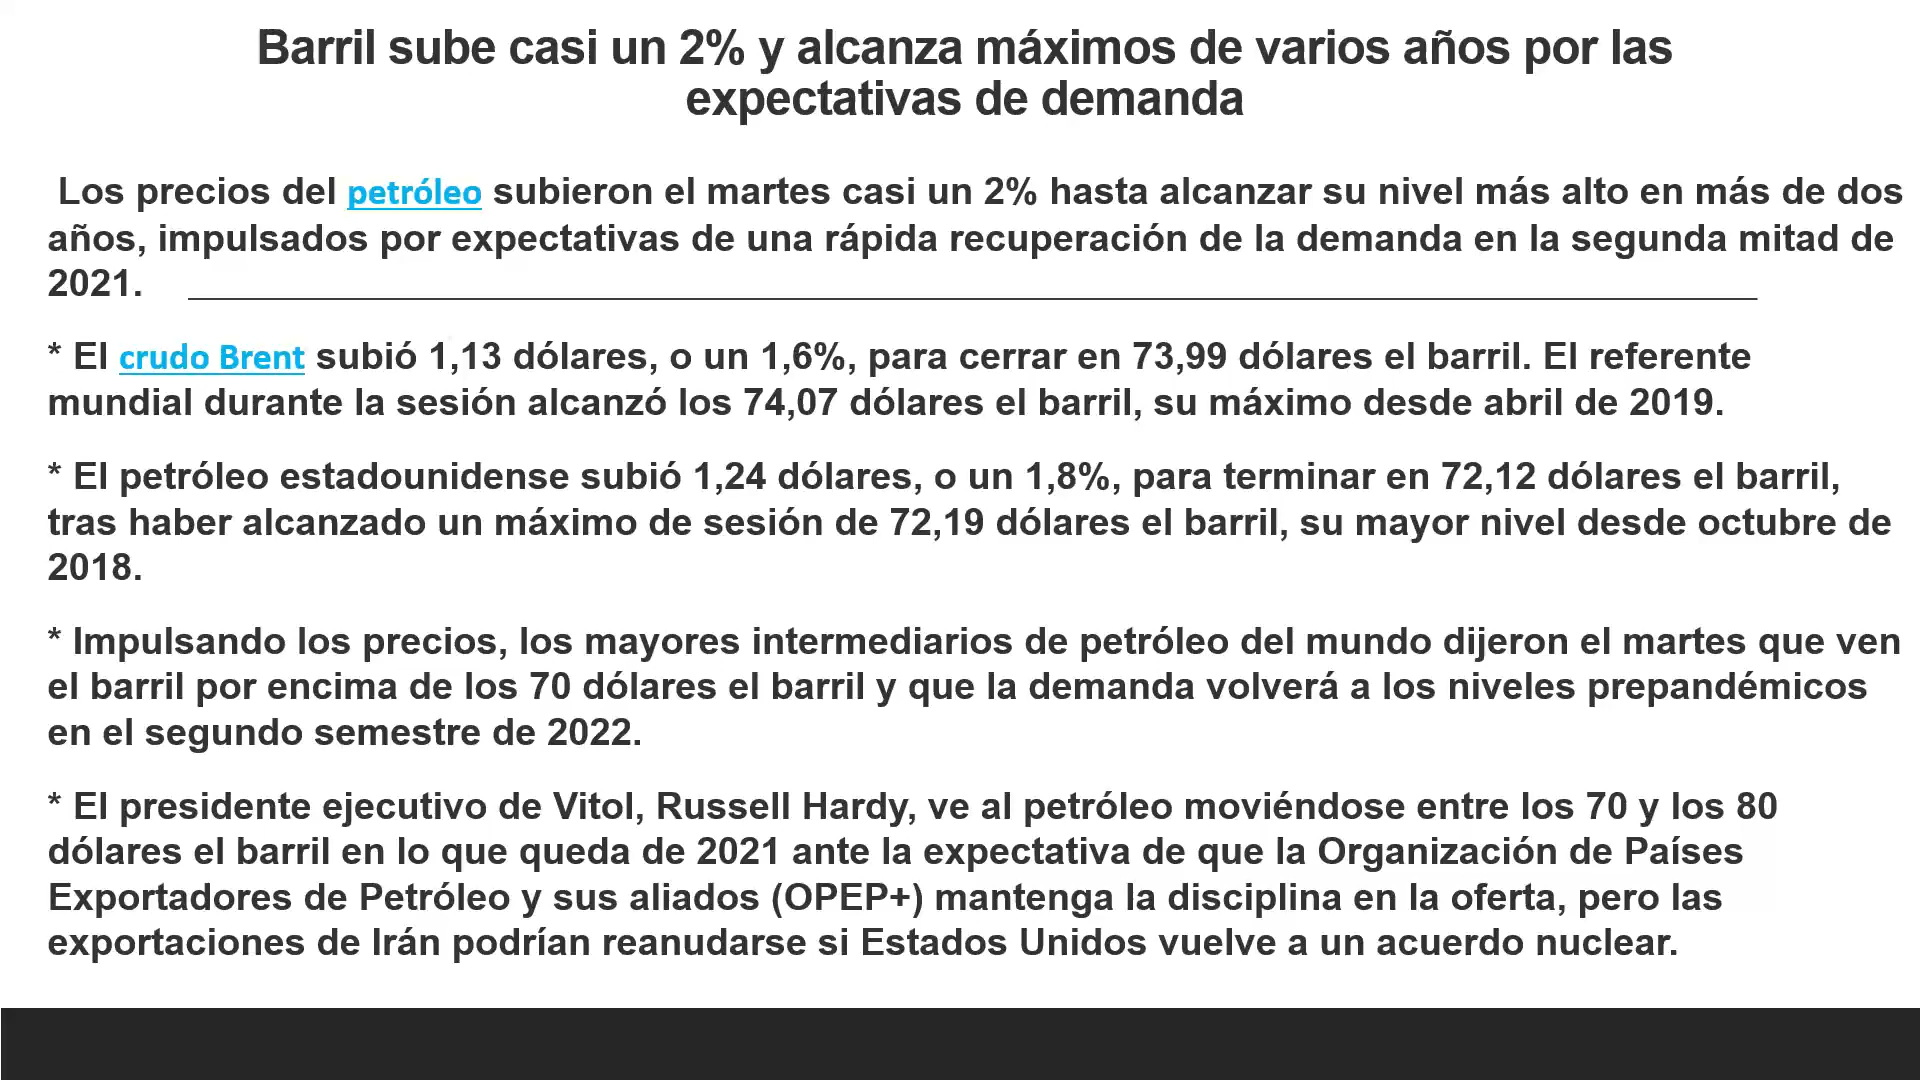 Barril sube casi un 2% y alcanza máximos de varios años por las
expectativas de demanda
Los precios del petróleo subieron el martes casi un 2% hasta alcanzar su nivel más alto en más de dos
años, impulsados por expectativas de una rápida recuperación de la demanda en la segunda mitad de
2021.
* El crudo Brent subió 1,13 dólares, o un 1,6%, para cerrar en 73,99 dólares el barril. El referente
mundial durante la sesión alcanzó los 74,07 dólares el barril, su máximo desde abril de 2019.
* El petróleo estadounidense subió 1,24 dólares, o un 1,8%, para terminar en 72,12 dólares el barril,
tras haber alcanzado un máximo de sesión de 72,19 dólares el barril, su mayor nivel desde octubre de
2018.
* Impulsando los precios, los mayores intermediarios de petróleo del mundo dijeron el martes que ven
el barril por encima de los 70 dólares el barril y que la demanda volverá a los niveles prepandémicos
en el segundo semestre de 2022.
* El presidente ejecutivo de Vitol, Russell Hardy, ve al petróleo moviéndose entre los 70 y los 80
dólares el barril en lo que queda de 2021 ante la expectativa de que la Organización de Países
Exportadores de Petróleo y sus aliados (OPEP+) mantenga la disciplina en la oferta, pero las
exportaciones de Irán podrían reanudarse si Estados Unidos vuelve a un acuerdo nuclear.